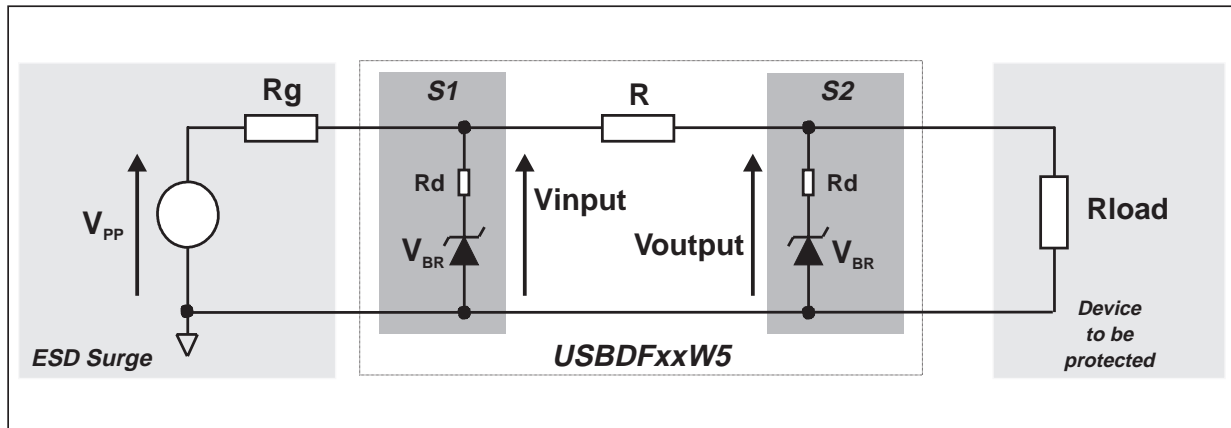 S1
S2
Rg
R
Rd
Rd
Vinput
Voutput
Rload
VPP
VBR
VBR
Device
to be
protected
ESD Surge
USBDFxxW5